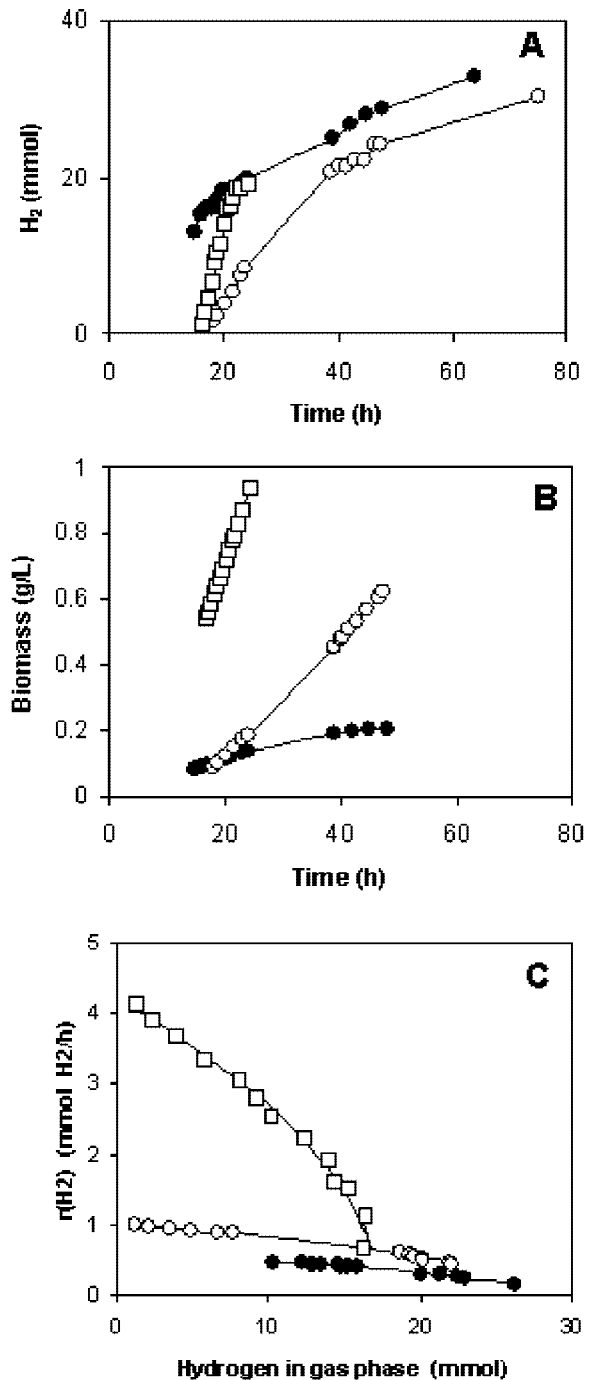 A
H₂ (mmol)
40
20
0
0 20 40 60 80
Time (h)
B
Biomass (g/L)
1
0.8
0.6
0.4
0.2
0
0 20 40 60 80
Time (h)
C
r(H2) (mmol H2/h)
5
4
3
2
1
0
0 10 20 30
Hydrogen in gas phase (mmol)